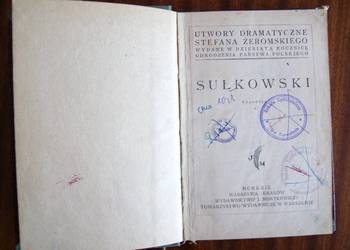 UTWORY DRAMATYCZNE
STEFANA ŻEROMSKIEGO
WYDANE W DZIESIĄTĄ ROCZNICĘ
ODRODZENIA PAŃSTWA POLSKIEGO
SUŁKOWSKI
TRAGEDJA
J M
MCMXXIX
WARSZAWA KRAKÓW
WYDAWNICTWO J. MORTKOWICZA
TOWARZYSTWO WYDAWNICZE W WARSZAWIE